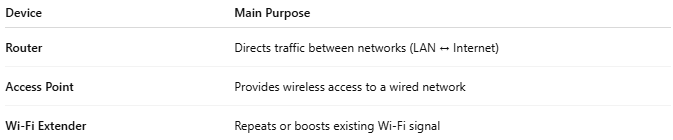 Device Main Purpose
Router Directs traffic between networks (LAN ↔ Internet)
Access Point Provides wireless access to a wired network
Wi-Fi Extender Repeats or boosts existing Wi-Fi signal